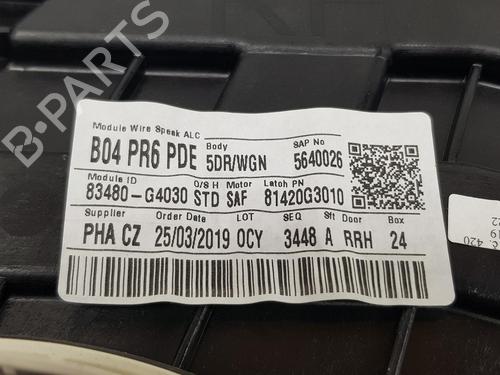 Module Wire Speak ALC Body SAP No
B04 PR6 PDE 5DR/WGN 5640026
Module ID O/S H Motor Latch PN
83480-G4030 STD SAF 81420G3010
Supplier Order Date LOT SEQ Sft Door Box
PHA CZ 25/03/2019 0CY 3448 A RRH 24
420
B-PARTS